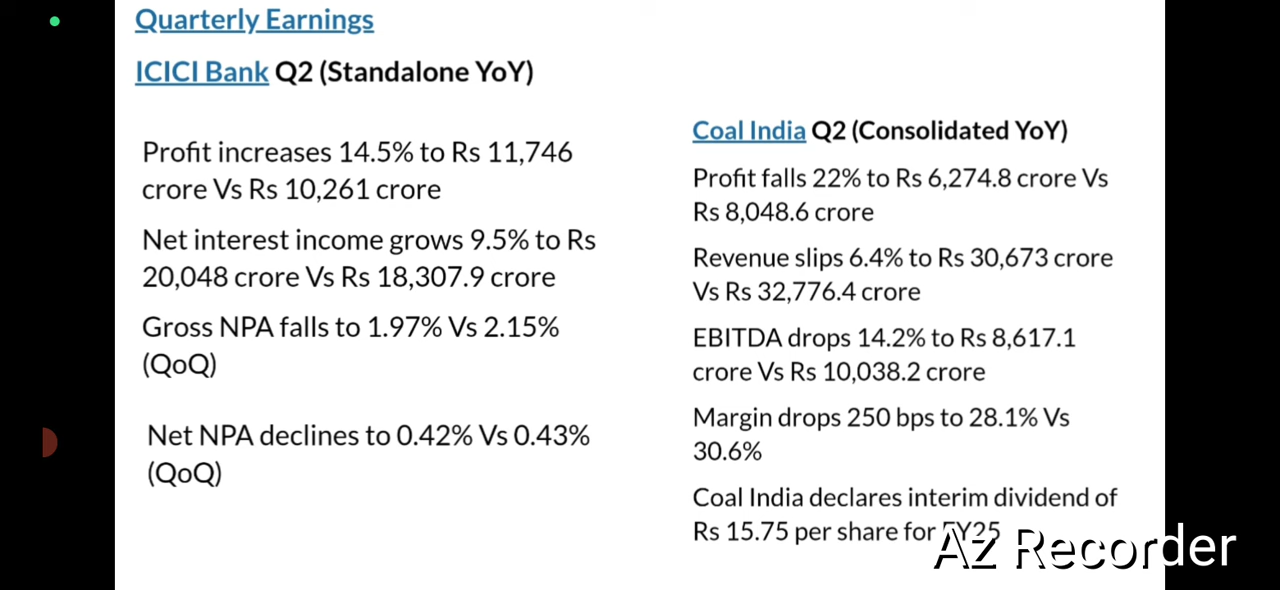 Quarterly Earnings
ICICI Bank Q2 (Standalone YoY)
Profit increases 14.5% to Rs 11,746
crore Vs Rs 10,261 crore
Net interest income grows 9.5% to Rs
20,048 crore Vs Rs 18,307.9 crore
Gross NPA falls to 1.97% Vs 2.15%
(QoQ)
Net NPA declines to 0.42% Vs 0.43%
(QoQ)
Coal India Q2 (Consolidated YoY)
Profit falls 22% to Rs 6,274.8 crore Vs
Rs 8,048.6 crore
Revenue slips 6.4% to Rs 30,673 crore
Vs Rs 32,776.4 crore
EBITDA drops 14.2% to Rs 8,617.1
crore Vs Rs 10,038.2 crore
Margin drops 250 bps to 28.1% Vs
30.6%
Coal India declares interim dividend of
Rs 15.75 per share for FY25
Az Recorder